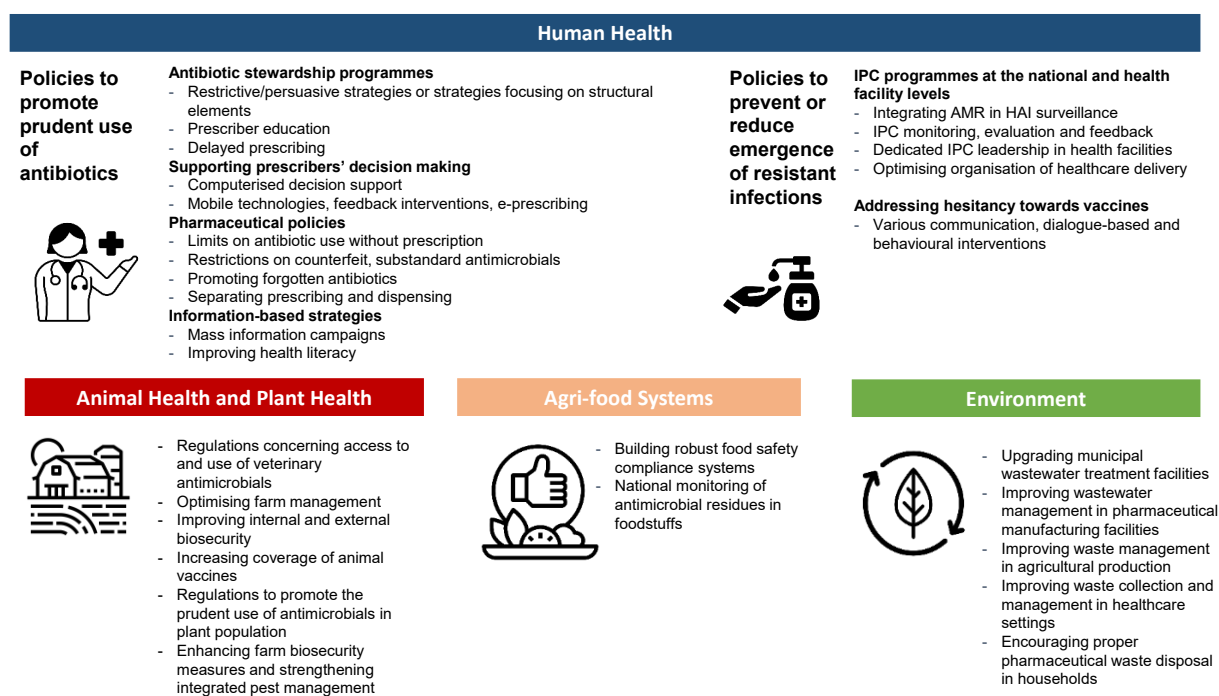 Human Health
Policies to
promote
prudent use
of
antibiotics
Antibiotic stewardship programmes
- Restrictive/persuasive strategies or strategies focusing on structural
elements
- Prescriber education
- Delayed prescribing
Supporting prescribers’ decision making
- Computerised decision support
- Mobile technologies, feedback interventions, e-prescribing
Pharmaceutical policies
- Limits on antibiotic use without prescription
- Restrictions on counterfeit, substandard antimicrobials
- Promoting forgotten antibiotics
- Separating prescribing and dispensing
Information-based strategies
- Mass information campaigns
- Improving health literacy
Policies to
prevent or
reduce
emergence
of resistant
infections
IPC programmes at the national and health
facility levels
- Integrating AMR in HAI surveillance
- IPC monitoring, evaluation and feedback
- Dedicated IPC leadership in health facilities
- Optimising organisation of healthcare delivery
Addressing hesitancy towards vaccines
- Various communication, dialogue-based and
behavioural interventions
Animal Health and Plant Health
- Regulations concerning access to
and use of veterinary
antimicrobials
- Optimising farm management
- Improving internal and external
biosecurity
- Increasing coverage of animal
vaccines
- Regulations to promote the
prudent use of antimicrobials in
plant population
- Enhancing farm biosecurity
measures and strengthening
integrated pest management
Agri-food Systems
- Building robust food safety
compliance systems
- National monitoring of
antimicrobial residues in
foodstuffs
Environment
- Upgrading municipal
wastewater treatment facilities
- Improving wastewater
management in pharmaceutical
manufacturing facilities
- Improving waste management
in agricultural production
- Improving waste collection and
management in healthcare
settings
- Encouraging proper
pharmaceutical waste disposal
in households